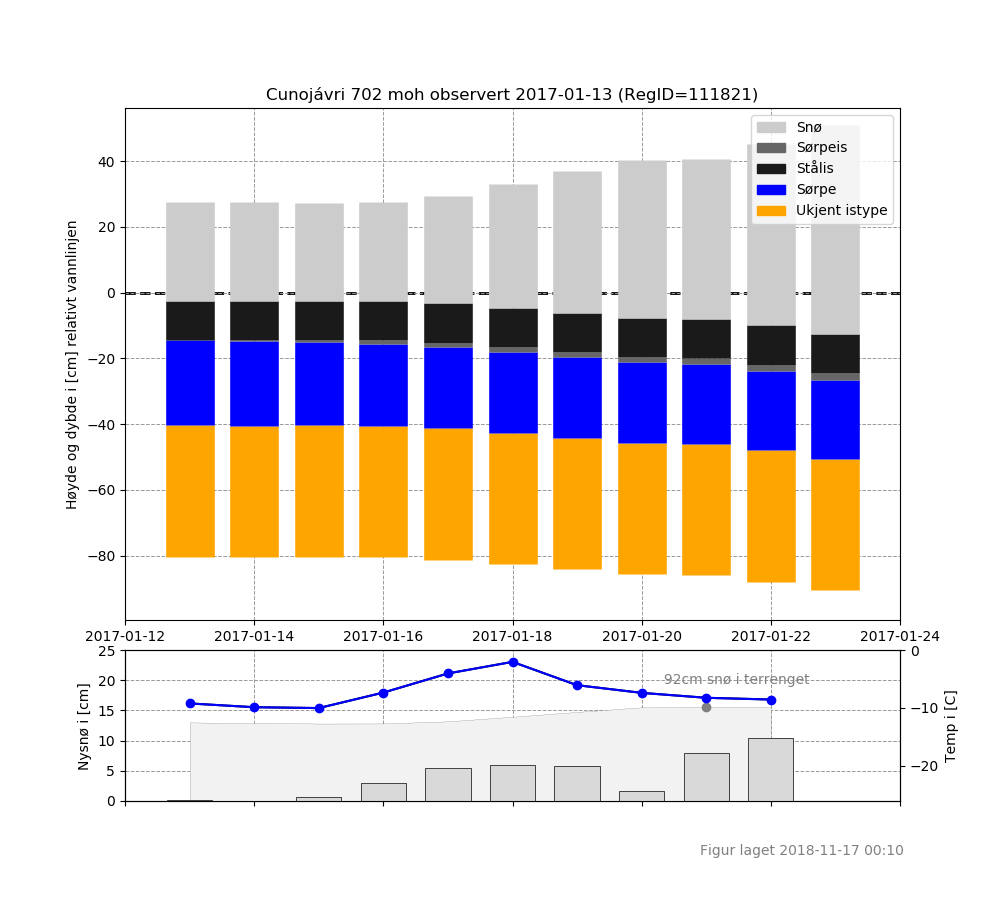 Cunojávri 702 moh observert 2017-01-13 (RegID=111821)
Snø
Sørpeis
Stålis
Sørpe
Ukjent istype
Høyde og dybde i [cm] relativt vannlinjen
40
20
0
−20
−40
−60
−80
2017-01-12 2017-01-14 2017-01-16 2017-01-18 2017-01-20 2017-01-22 2017-01-24
Nysnø i [cm]
25
20
15
10
5
0
92cm snø i terrenget
0
−10
−20
Temp i [C]
Figur laget 2018-11-17 00:10